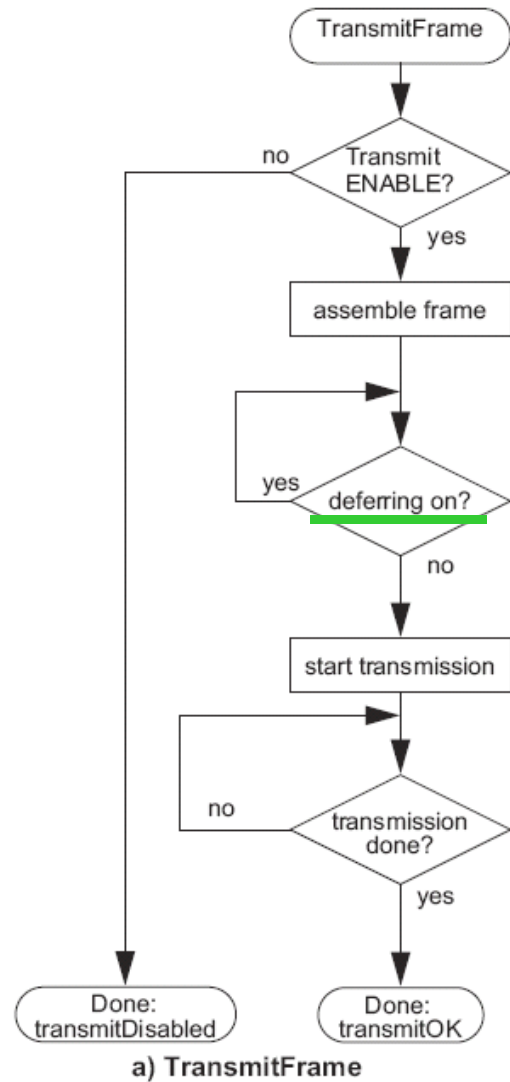 TransmitFrame
no
Transmit
ENABLE?
yes
assemble frame
yes
deferring on?
no
start transmission
no
transmission
done?
yes
Done:
transmitDisabled
Done:
transmitOK
a) TransmitFrame